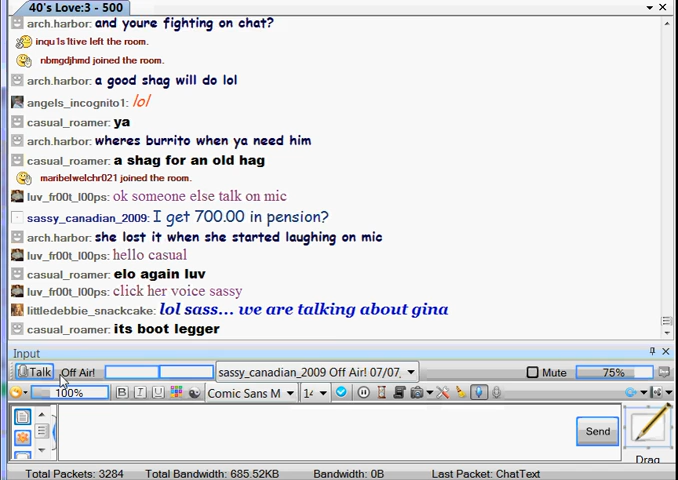 40's Love:3 - 500
arch.harbor: and youre fighting on chat?
inqu1s1tive left the room.
nbmgdjhmd joined the room.
arch.harbor: a good shag will do lol
angels_incognito1: lol
casual_roamer: ya
arch.harbor: wheres burrito when ya need him
casual_roamer: a shag for an old hag
maribelwelchr021 joined the room.
luv_fr00t_l00ps: ok someone else talk on mic
sassy_canadian_2009: I get 700.00 in pension?
arch.harbor: she lost it when she started laughing on mic
luv_fr00t_l00ps: hello casual
casual_roamer: elo again luv
luv_fr00t_l00ps: click her voice sassy
littledebbie_snackcake: lol sass... we are talking about gina
casual_roamer: its boot legger
Input
Talk Off Air! sassy_canadian_2009 Off Air! 07/07, Mute 75%
100% B I U Comic Sans M 14
Send
Drag
Total Packets: 3284 Total Bandwidth: 685.52KB Bandwidth: 0B Last Packet: ChatText